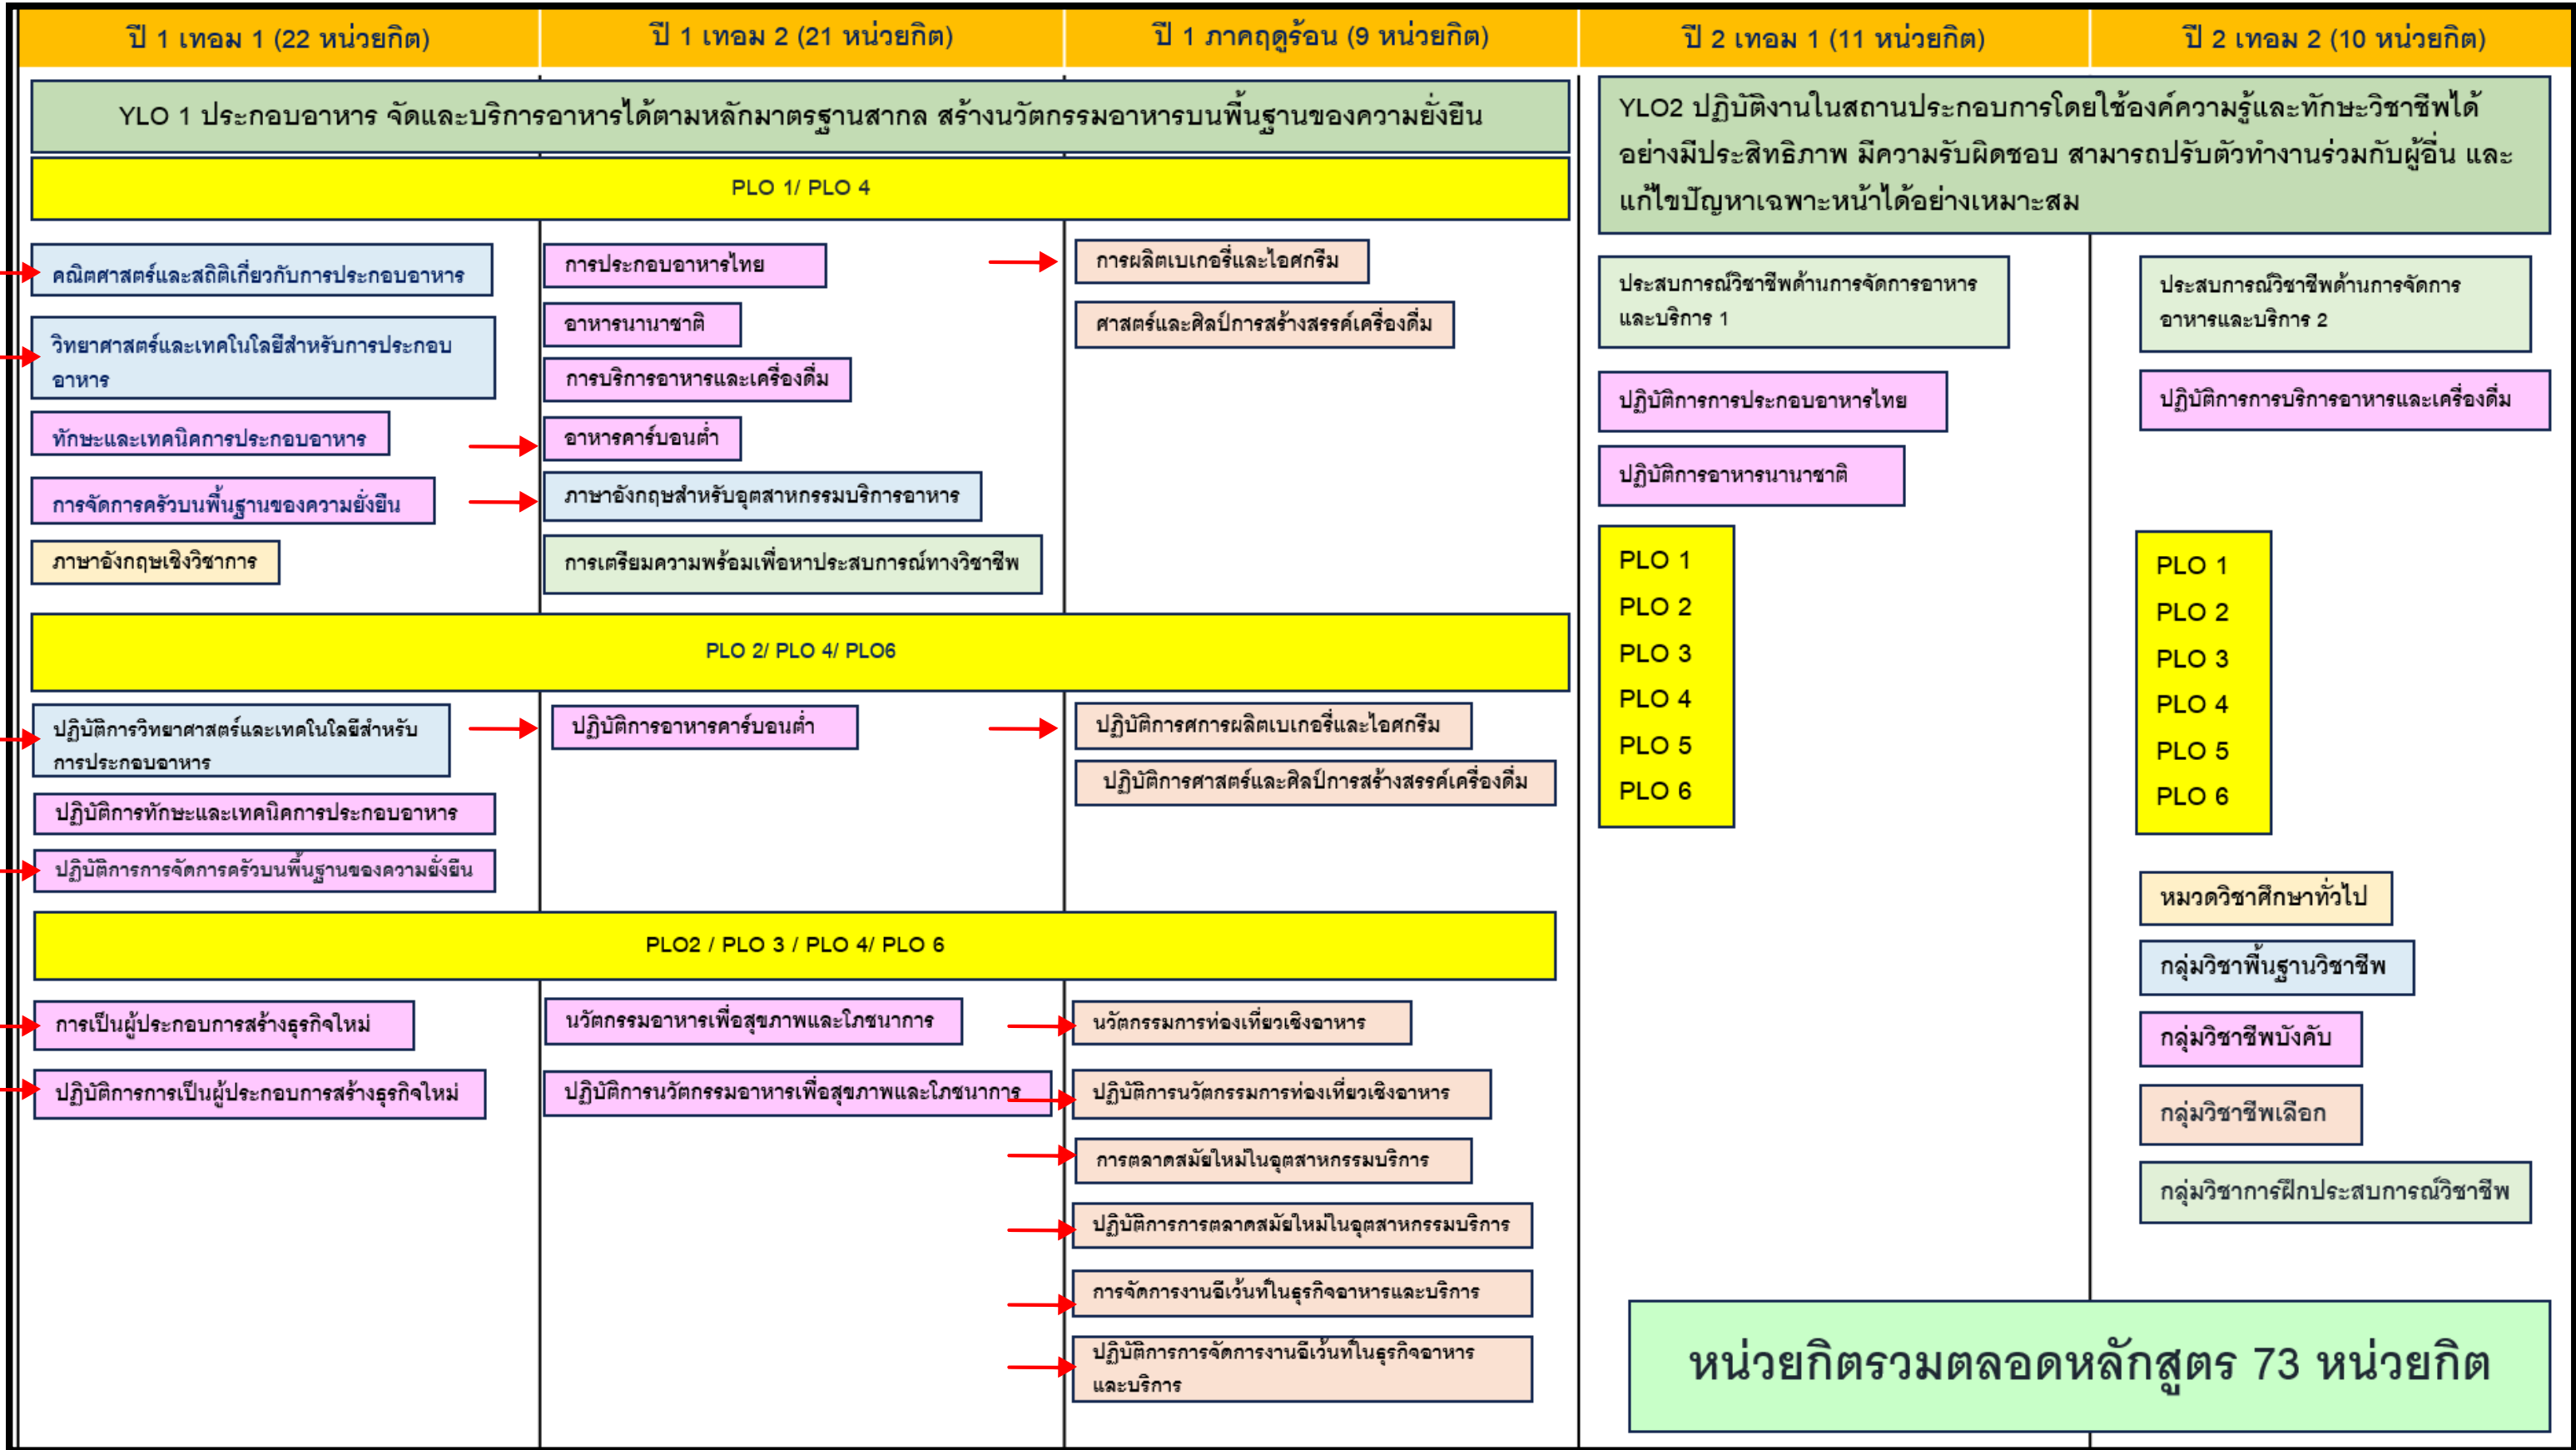 ปี 1 เทอม 1 (22 หน่วยกิต)
ปี 1 เทอม 2 (21 หน่วยกิต)
ปี 1 ภาคฤดูร้อน (9 หน่วยกิต)
ปี 2 เทอม 1 (11 หน่วยกิต)
ปี 2 เทอม 2 (10 หน่วยกิต)
YLO 1 ประกอบอาหาร จัดและบริการอาหารได้ตามหลักมาตรฐานสากล สร้างนวัตกรรมอาหารบนพื้นฐานของความยั่งยืน
YLO2 ปฏิบัติงานในสถานประกอบการโดยใช้องค์ความรู้และทักษะวิชาชีพได้
อย่างมีประสิทธิภาพ มีความรับผิดชอบ สามารถปรับตัวทำงานร่วมกับผู้อื่น และ
แก้ไขปัญหาเฉพาะหน้าได้อย่างเหมาะสม
PLO 1/ PLO 4
คณิตศาสตร์และสถิติเกี่ยวกับการประกอบอาหาร
วิทยาศาสตร์และเทคโนโลยีสำหรับการประกอบ
อาหาร
ทักษะและเทคนิคการประกอบอาหาร
การจัดการครัวบนพื้นฐานของความยั่งยืน
ภาษาอังกฤษเชิงวิชาการ
การประกอบอาหารไทย
อาหารนานาชาติ
การบริการอาหารและเครื่องดื่ม
อาหารคาร์บอนต่ำ
ภาษาอังกฤษสำหรับอุตสาหกรรมบริการอาหาร
การเตรียมความพร้อมเพื่อหาประสบการณ์ทางวิชาชีพ
การผลิตเบเกอรี่และไอศกรีม
ศาสตร์และศิลป์การสร้างสรรค์เครื่องดื่ม
ประสบการณ์วิชาชีพด้านการจัดการอาหาร
และบริการ 1
ปฏิบัติการการประกอบอาหารไทย
ปฏิบัติการอาหารนานาชาติ
ประสบการณ์วิชาชีพด้านการจัดการ
อาหารและบริการ 2
ปฏิบัติการการบริการอาหารและเครื่องดื่ม
PLO 2/ PLO 4/ PLO6
ปฏิบัติการวิทยาศาสตร์และเทคโนโลยีสำหรับ
การประกอบอาหาร
ปฏิบัติการทักษะและเทคนิคการประกอบอาหาร
ปฏิบัติการการจัดการครัวบนพื้นฐานของความยั่งยืน
ปฏิบัติการอาหารคาร์บอนต่ำ
ปฏิบัติการศการผลิตเบเกอรี่และไอศกรีม
ปฏิบัติการศาสตร์และศิลป์การสร้างสรรค์เครื่องดื่ม
PLO 1
PLO 2
PLO 3
PLO 4
PLO 5
PLO 6
PLO 1
PLO 2
PLO 3
PLO 4
PLO 5
PLO 6
PLO2 / PLO 3 / PLO 4/ PLO 6
การเป็นผู้ประกอบการสร้างธุรกิจใหม่
ปฏิบัติการการเป็นผู้ประกอบการสร้างธุรกิจใหม่
นวัตกรรมอาหารเพื่อสุขภาพและโภชนาการ
ปฏิบัติการนวัตกรรมอาหารเพื่อสุขภาพและโภชนาการ
นวัตกรรมการท่องเที่ยวเชิงอาหาร
ปฏิบัติการนวัตกรรมการท่องเที่ยวเชิงอาหาร
การตลาดสมัยใหม่ในอุตสาหกรรมบริการ
ปฏิบัติการการตลาดสมัยใหม่ในอุตสาหกรรมบริการ
การจัดการงานอีเว้นท์ในธุรกิจอาหารและบริการ
ปฏิบัติการการจัดการงานอีเว้นท์ในธุรกิจอาหาร
และบริการ
หมวดวิชาศึกษาทั่วไป
กลุ่มวิชาพื้นฐานวิชาชีพ
กลุ่มวิชาชีพบังคับ
กลุ่มวิชาชีพเลือก
กลุ่มวิชาการฝึกประสบการณ์วิชาชีพ
หน่วยกิตรวมตลอดหลักสูตร 73 หน่วยกิต